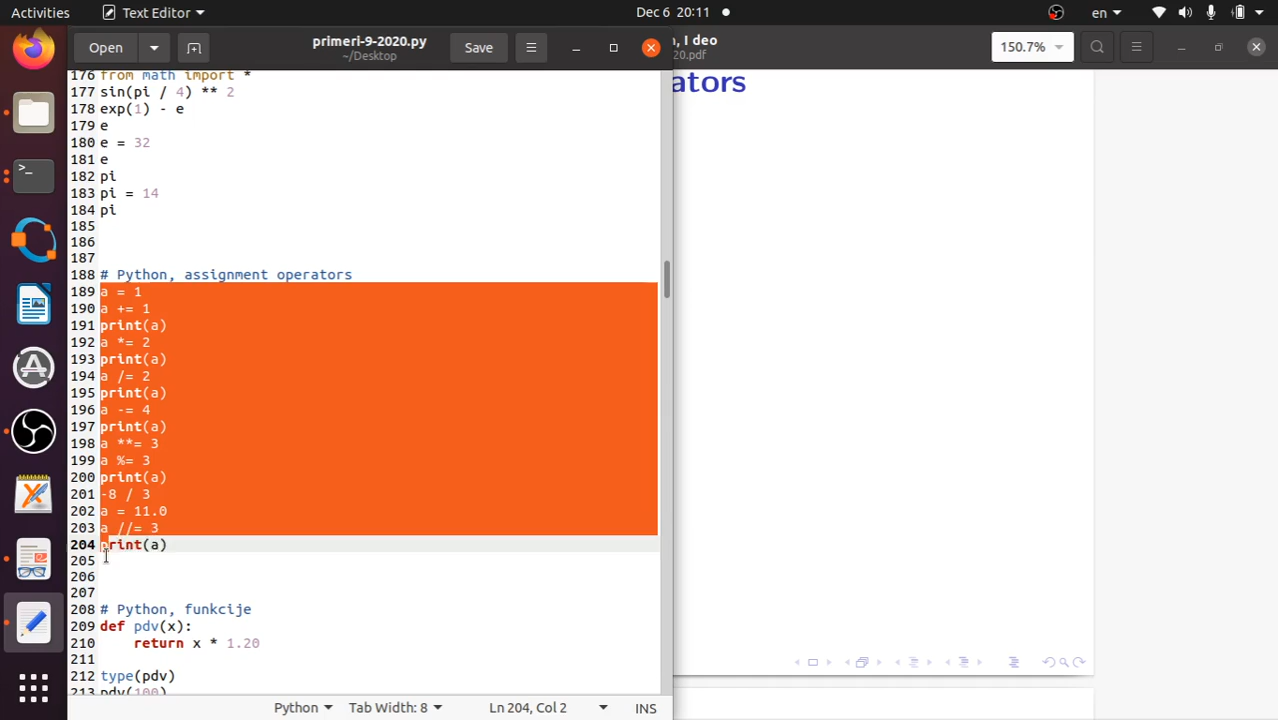 Activities
Text Editor
Dec 6 20:11
en
Open
primeri-9-2020.py
~/Desktop
Save
, I deo
20.pdf
150.7%
ators
176 from math import *
177 sin(pi / 4) ** 2
178 exp(1) - e
179 e
180 e = 32
181 e
182 pi
183 pi = 14
184 pi
185
186
187
188 # Python, assignment operators
189 a = 1
190 a += 1
191 print(a)
192 a *= 2
193 print(a)
194 a /= 2
195 print(a)
196 a -= 4
197 print(a)
198 a **= 3
199 a %= 3
200 print(a)
201 -8 / 3
202 a = 11.0
203 a //= 3
204 print(a)
205
206
207
208 # Python, funkcije
209 def pdv(x):
210     return x * 1.20
211
212 type(pdv)
213 pdv(100)
Python
Tab Width: 8
Ln 204, Col 2
INS